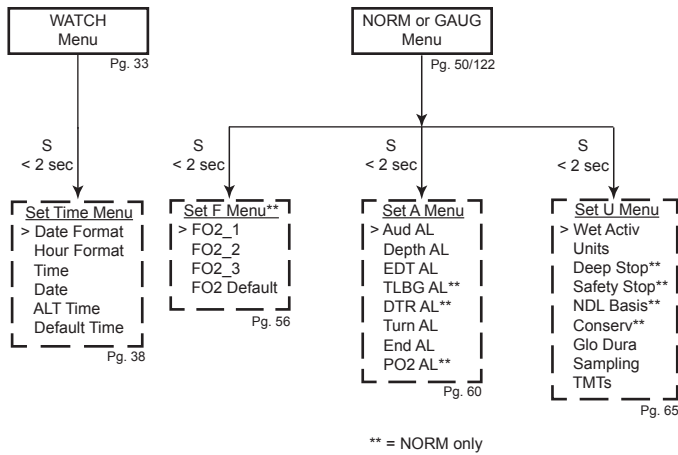 WATCH
Menu
Pg. 33
NORM or GAUG
Menu
Pg. 50/122
S
< 2 sec
S
< 2 sec
S
< 2 sec
S
< 2 sec
Set Time Menu
> Date Format
Hour Format
Time
Date
ALT Time
Default Time
Pg. 38
Set F Menu**
> FO2_1
FO2_2
FO2_3
FO2 Default
Pg. 56
Set A Menu
> Aud AL
Depth AL
EDT AL
TLBG AL**
DTR AL**
Turn AL
End AL
PO2 AL**
Pg. 60
Set U Menu
> Wet Activ
Units
Deep Stop**
Safety Stop**
NDL Basis**
Conserv**
Glo Dura
Sampling
TMTs
Pg. 65
** = NORM only